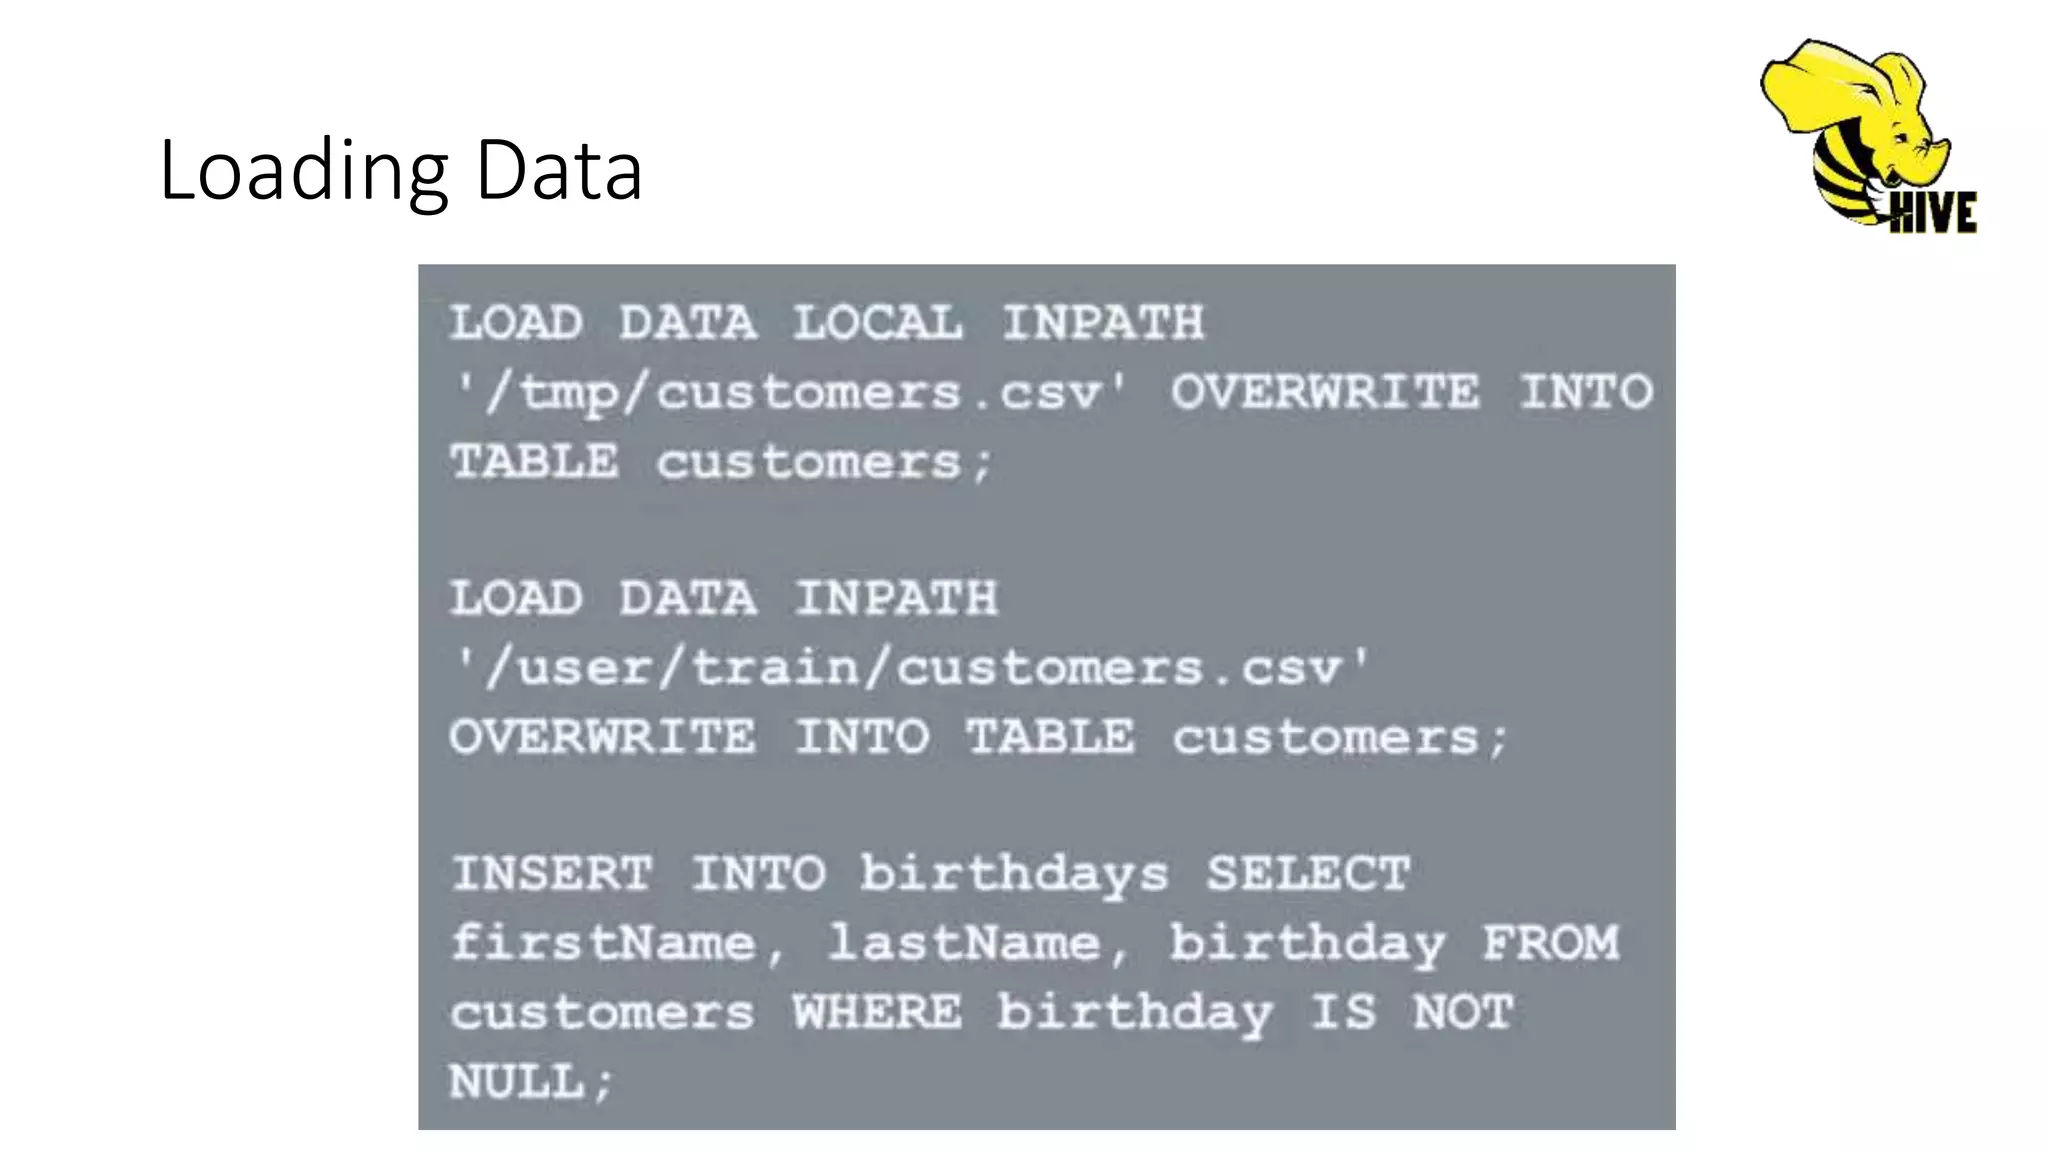 Loading Data
HIVE
LOAD DATA LOCAL INPATH
'/tmp/customers.csv' OVERWRITE INTO
TABLE customers;
LOAD DATA INPATH
'/user/train/customers.csv'
OVERWRITE INTO TABLE customers;
INSERT INTO birthdays SELECT
firstName, lastName, birthday FROM
customers WHERE birthday IS NOT
NULL;